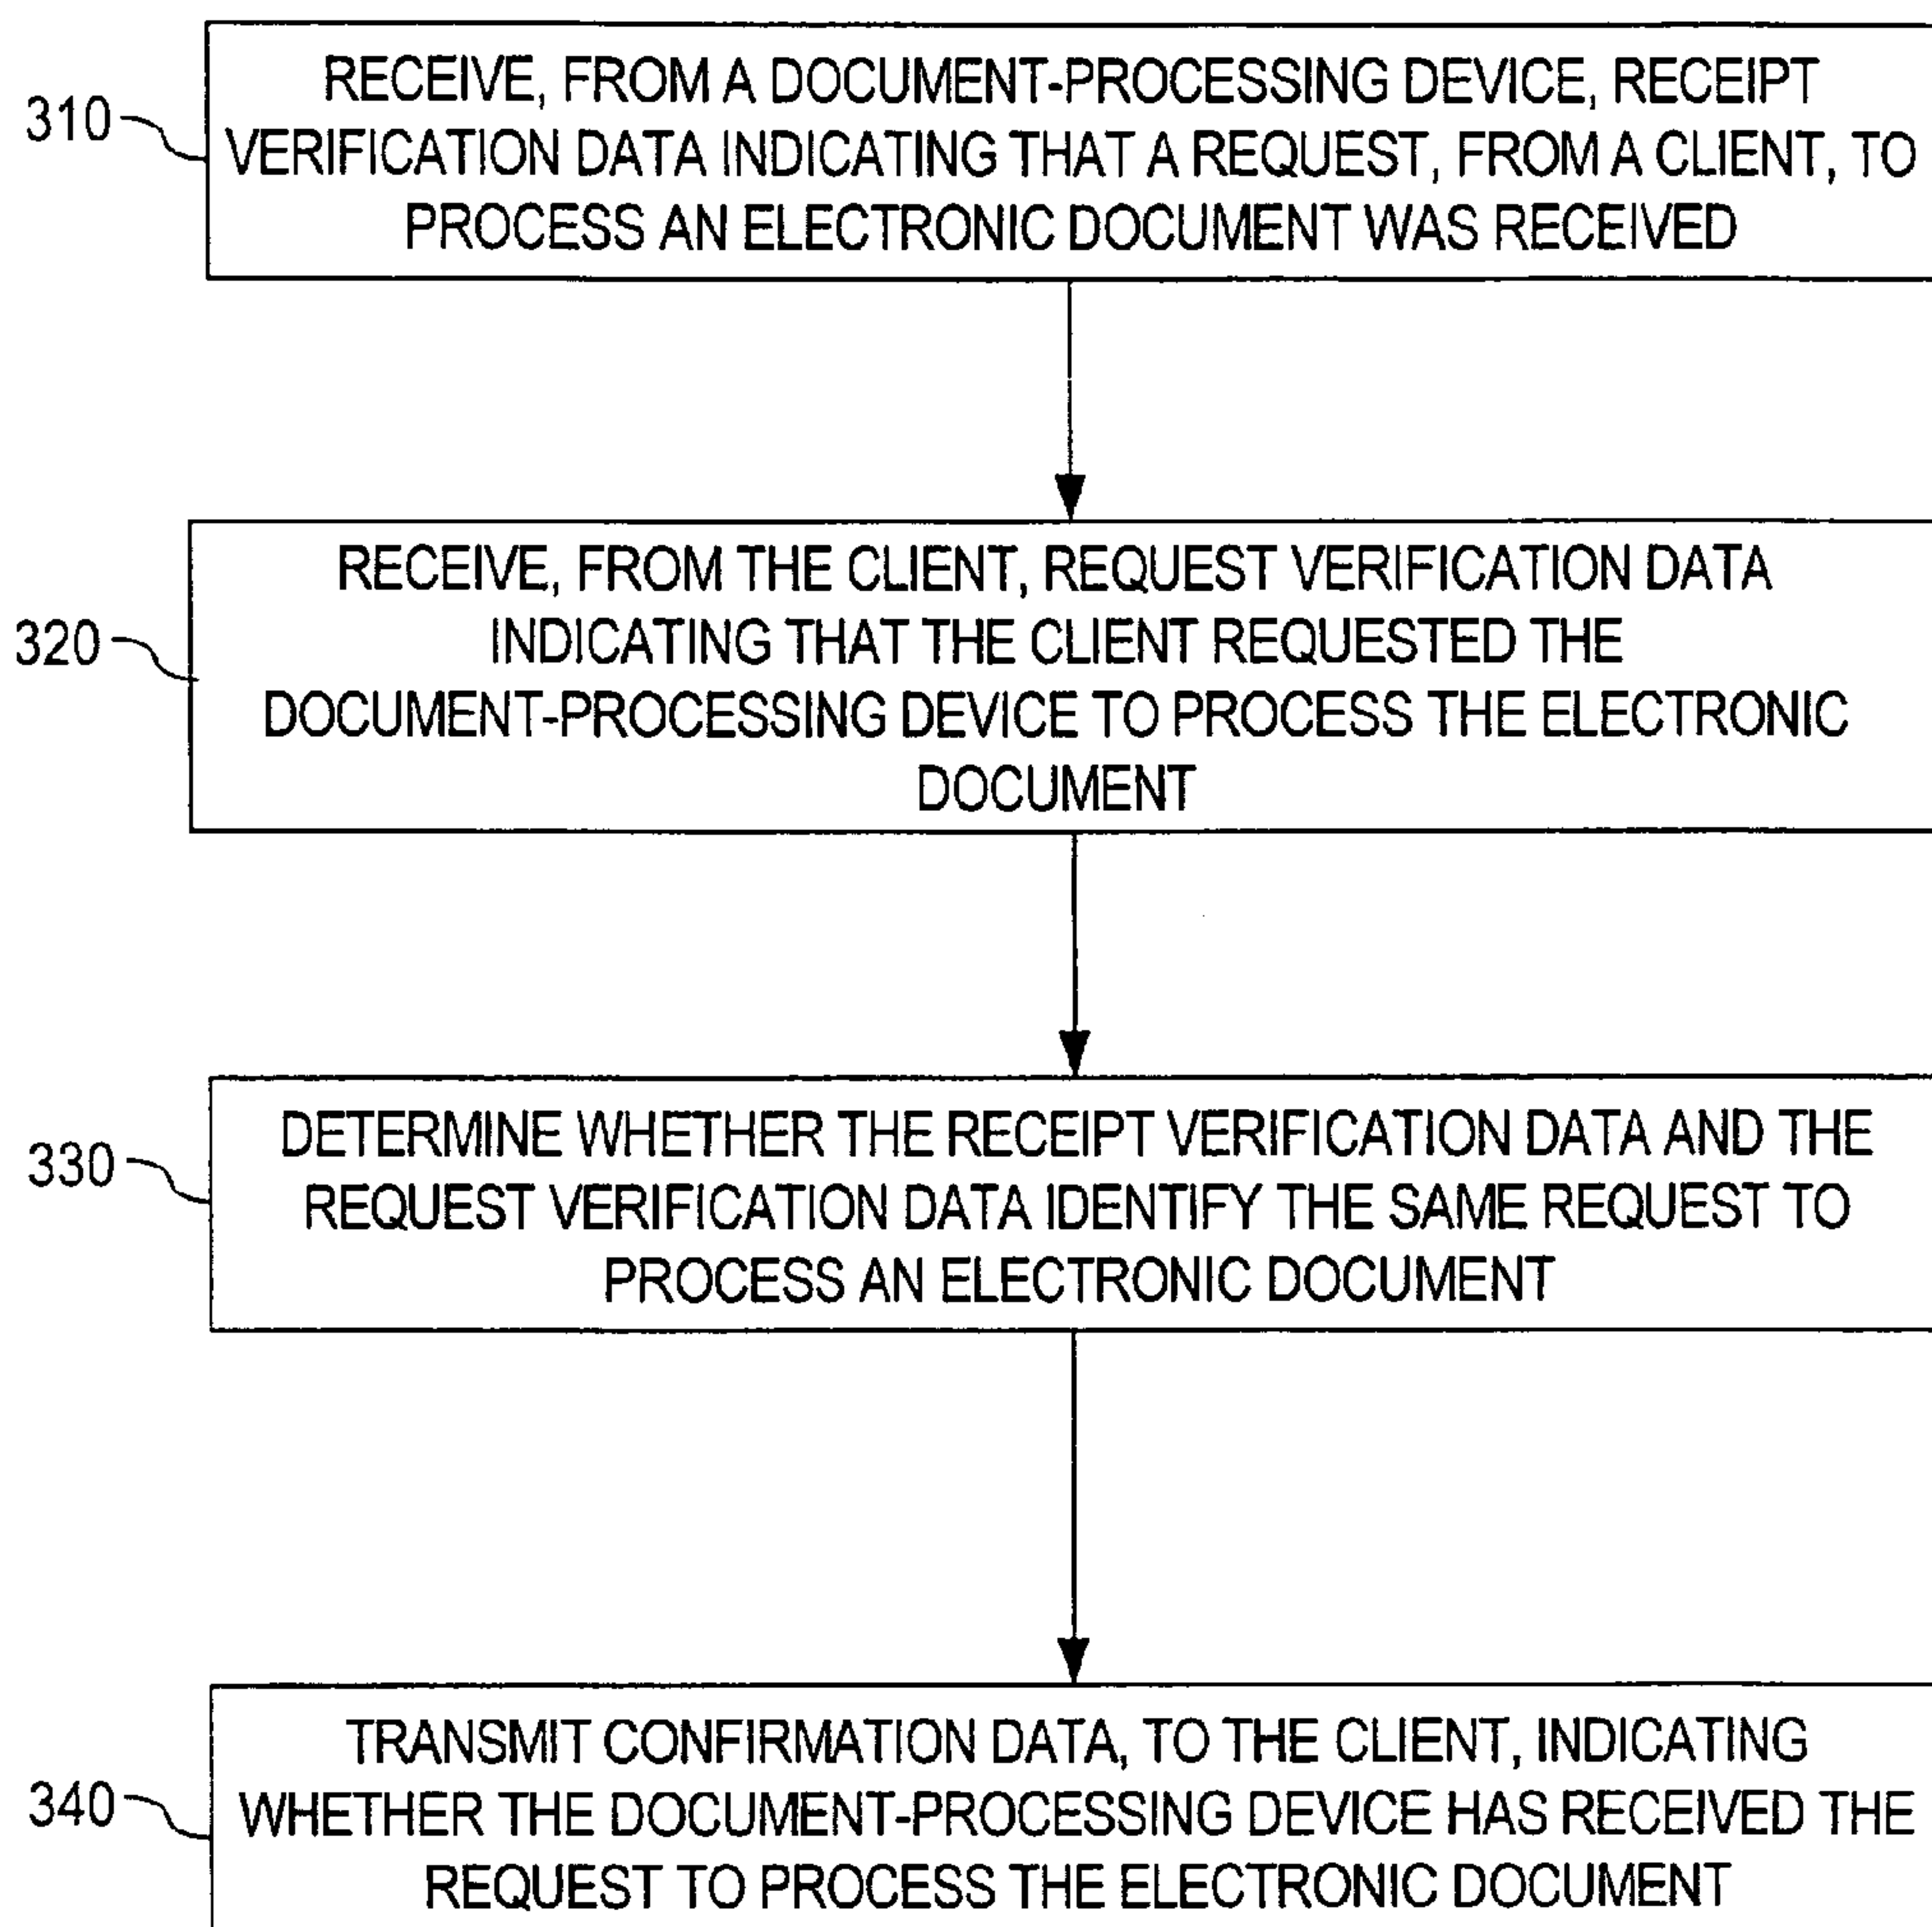 RECEIVE, FROM A DOCUMENT-PROCESSING DEVICE, RECEIPT
310
VERIFICATION DATA INDICATING THAT A REQUEST, FROM A CLIENT, TO
PROCESS AN ELECTRONIC DOCUMENT WAS RECEIVED
RECEIVE, FROM THE CLIENT, REQUEST VERIFICATION DATA
320
INDICATING THAT THE CLIENT REQUESTED THE
DOCUMENT-PROCESSING DEVICE TO PROCESS THE ELECTRONIC
DOCUMENT
DETERMINE WHETHER THE RECEIPT VERIFICATION DATA AND THE
330
REQUEST VERIFICATION DATA IDENTIFY THE SAME REQUEST TO
PROCESS AN ELECTRONIC DOCUMENT
TRANSMIT CONFIRMATION DATA, TO THE CLIENT, INDICATING
340
WHETHER THE DOCUMENT-PROCESSING DEVICE HAS RECEIVED THE
REQUEST TO PROCESS THE ELECTRONIC DOCUMENT